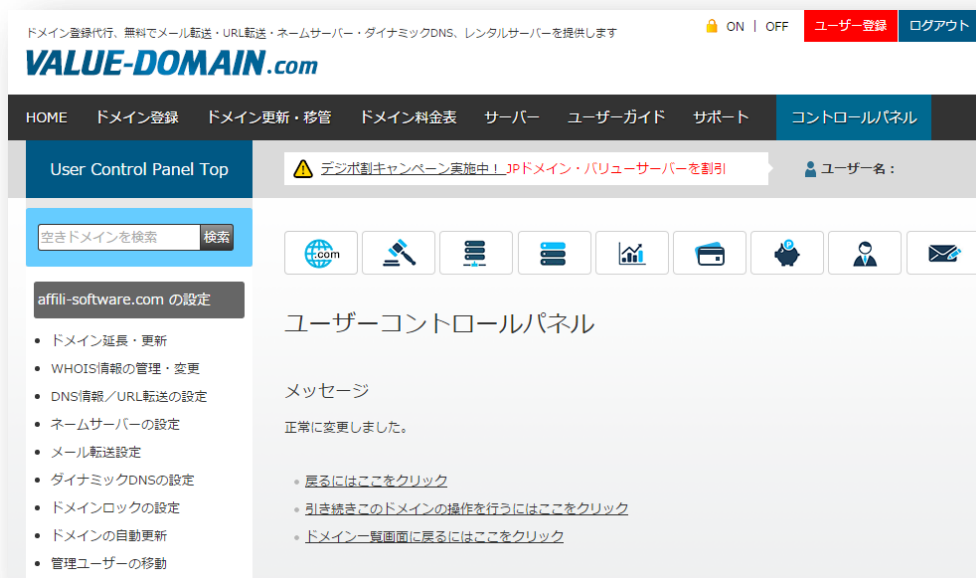 ドメイン登録代行、無料でメール転送・URL転送・ネームサーバー・ダイナミックDNS、レンタルサーバーを提供します
ON | OFF
ユーザー登録
ログアウト
VALUE-DOMAIN.com
HOME ドメイン登録 ドメイン更新・移管 ドメイン料金表 サーバー ユーザーガイド サポート コントロールパネル
User Control Panel Top
デジポ割キャンペーン実施中！JPドメイン・バリューサーバーを割引
ユーザー名：
空きドメインを検索
検索
.com
P
affili-software.com の設定
ドメイン延長・更新
WHOIS情報の管理・変更
DNS情報／URL転送の設定
ネームサーバーの設定
メール転送設定
ダイナミックDNSの設定
ドメインロックの設定
ドメインの自動更新
管理ユーザーの移動
ユーザーコントロールパネル
メッセージ
正常に変更しました。
戻るにはここをクリック
引き続きこのドメインの操作を行うにはここをクリック
ドメイン一覧画面に戻るにはここをクリック